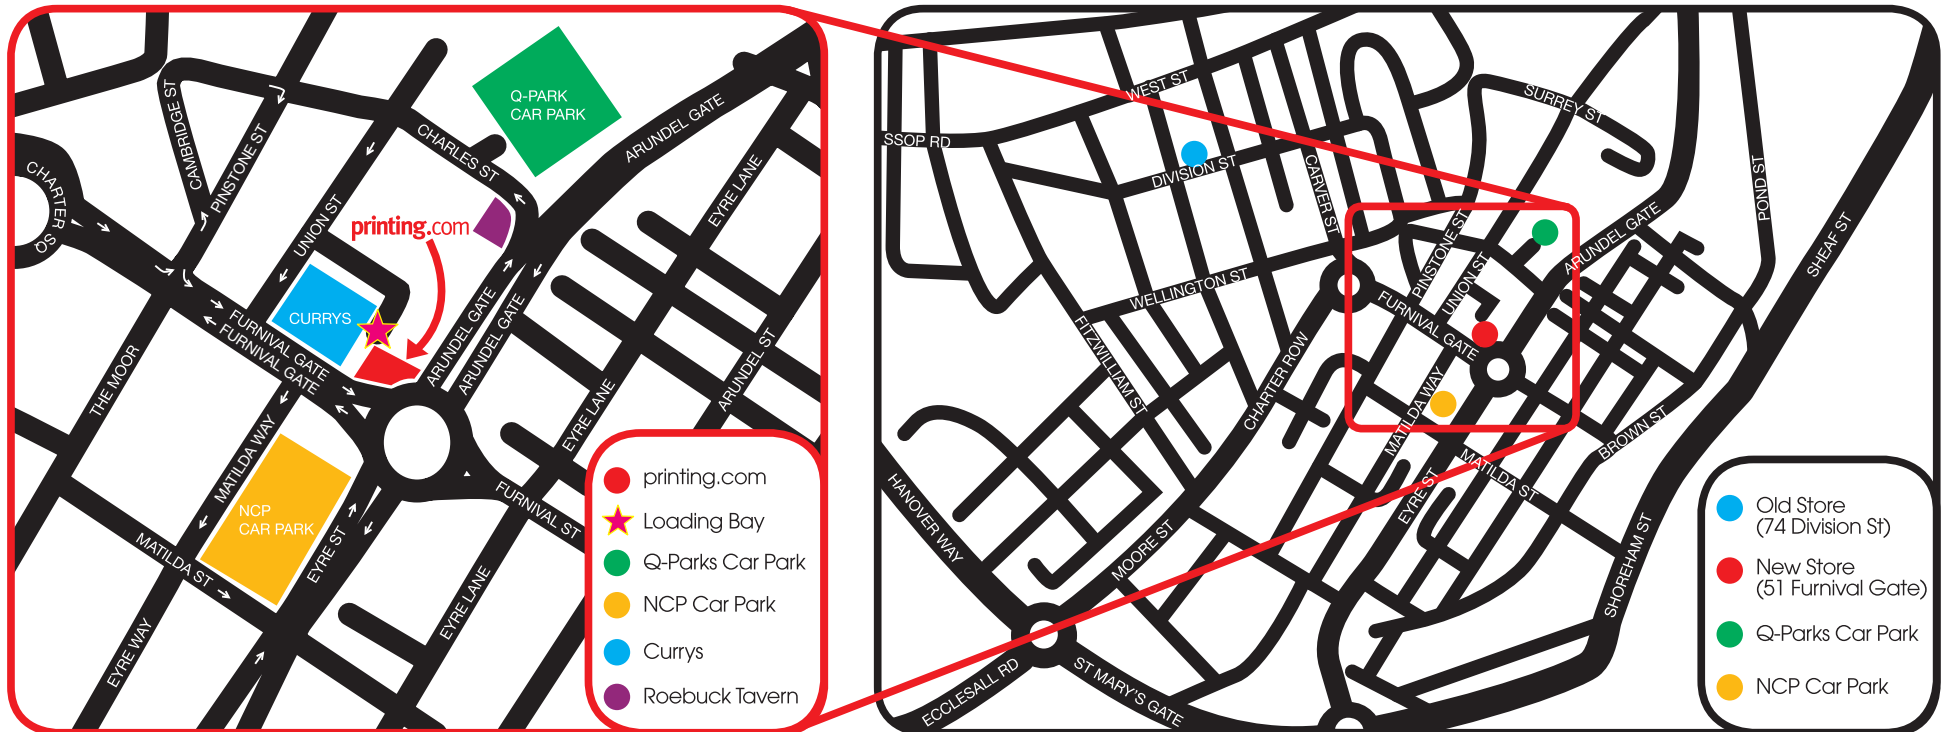 Q-PARK
CAR PARK
ARUNDEL GATE
CAMBRIDGE ST
PINSTONE ST
CHARLES ST
CHARTER
SQ
EYRE LANE
UNION ST
printing.com
CURRYS
FURNIVAL GATE
FURNIVAL GATE
ARUNDEL GATE
ARUNDEL GATE
THE MOOR
ARUNDEL ST
MATILDA WAY
EYRE LANE
NCP
CAR PARK
FURNIVAL ST
EYRE ST
MATILDA ST
EYRE LANE
EYRE WAY
printing.com
Loading Bay
Q-Parks Car Park
NCP Car Park
Currys
Roebuck Tavern
WEST ST
SSOP RD
DIVISION ST
CARVER ST
SURREY ST
POND ST
SHEAF ST
PINSTONE ST
UNION ST
ARUNDEL GATE
WELLINGTON ST
FURNIVAL GATE
FITZWILLIAM ST
CHARTER ROW
MATILDA WAY
BROWN ST
MATILDA ST
EYRE ST
HANOVER WAY
MOORE ST
SHOREHAM ST
ECCLESALL RD
ST MARY'S GATE
Old Store
(74 Division St)
New Store
(51 Furnival Gate)
Q-Parks Car Park
NCP Car Park